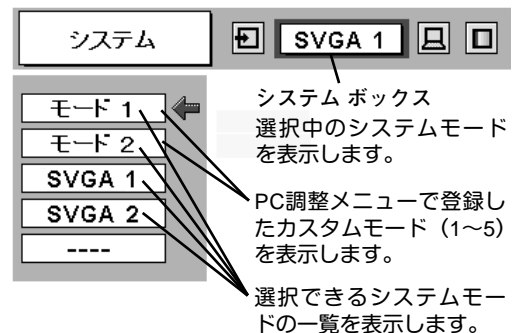 システム
SVGA 1
システム ボックス
選択中のシステムモード
を表示します。
モード 1
モード 2
SVGA 1
SVGA 2
----
PC調整メニューで登録し
たカスタムモード（1～5）
を表示します。
選択できるシステムモー
ドの一覧を表示します。